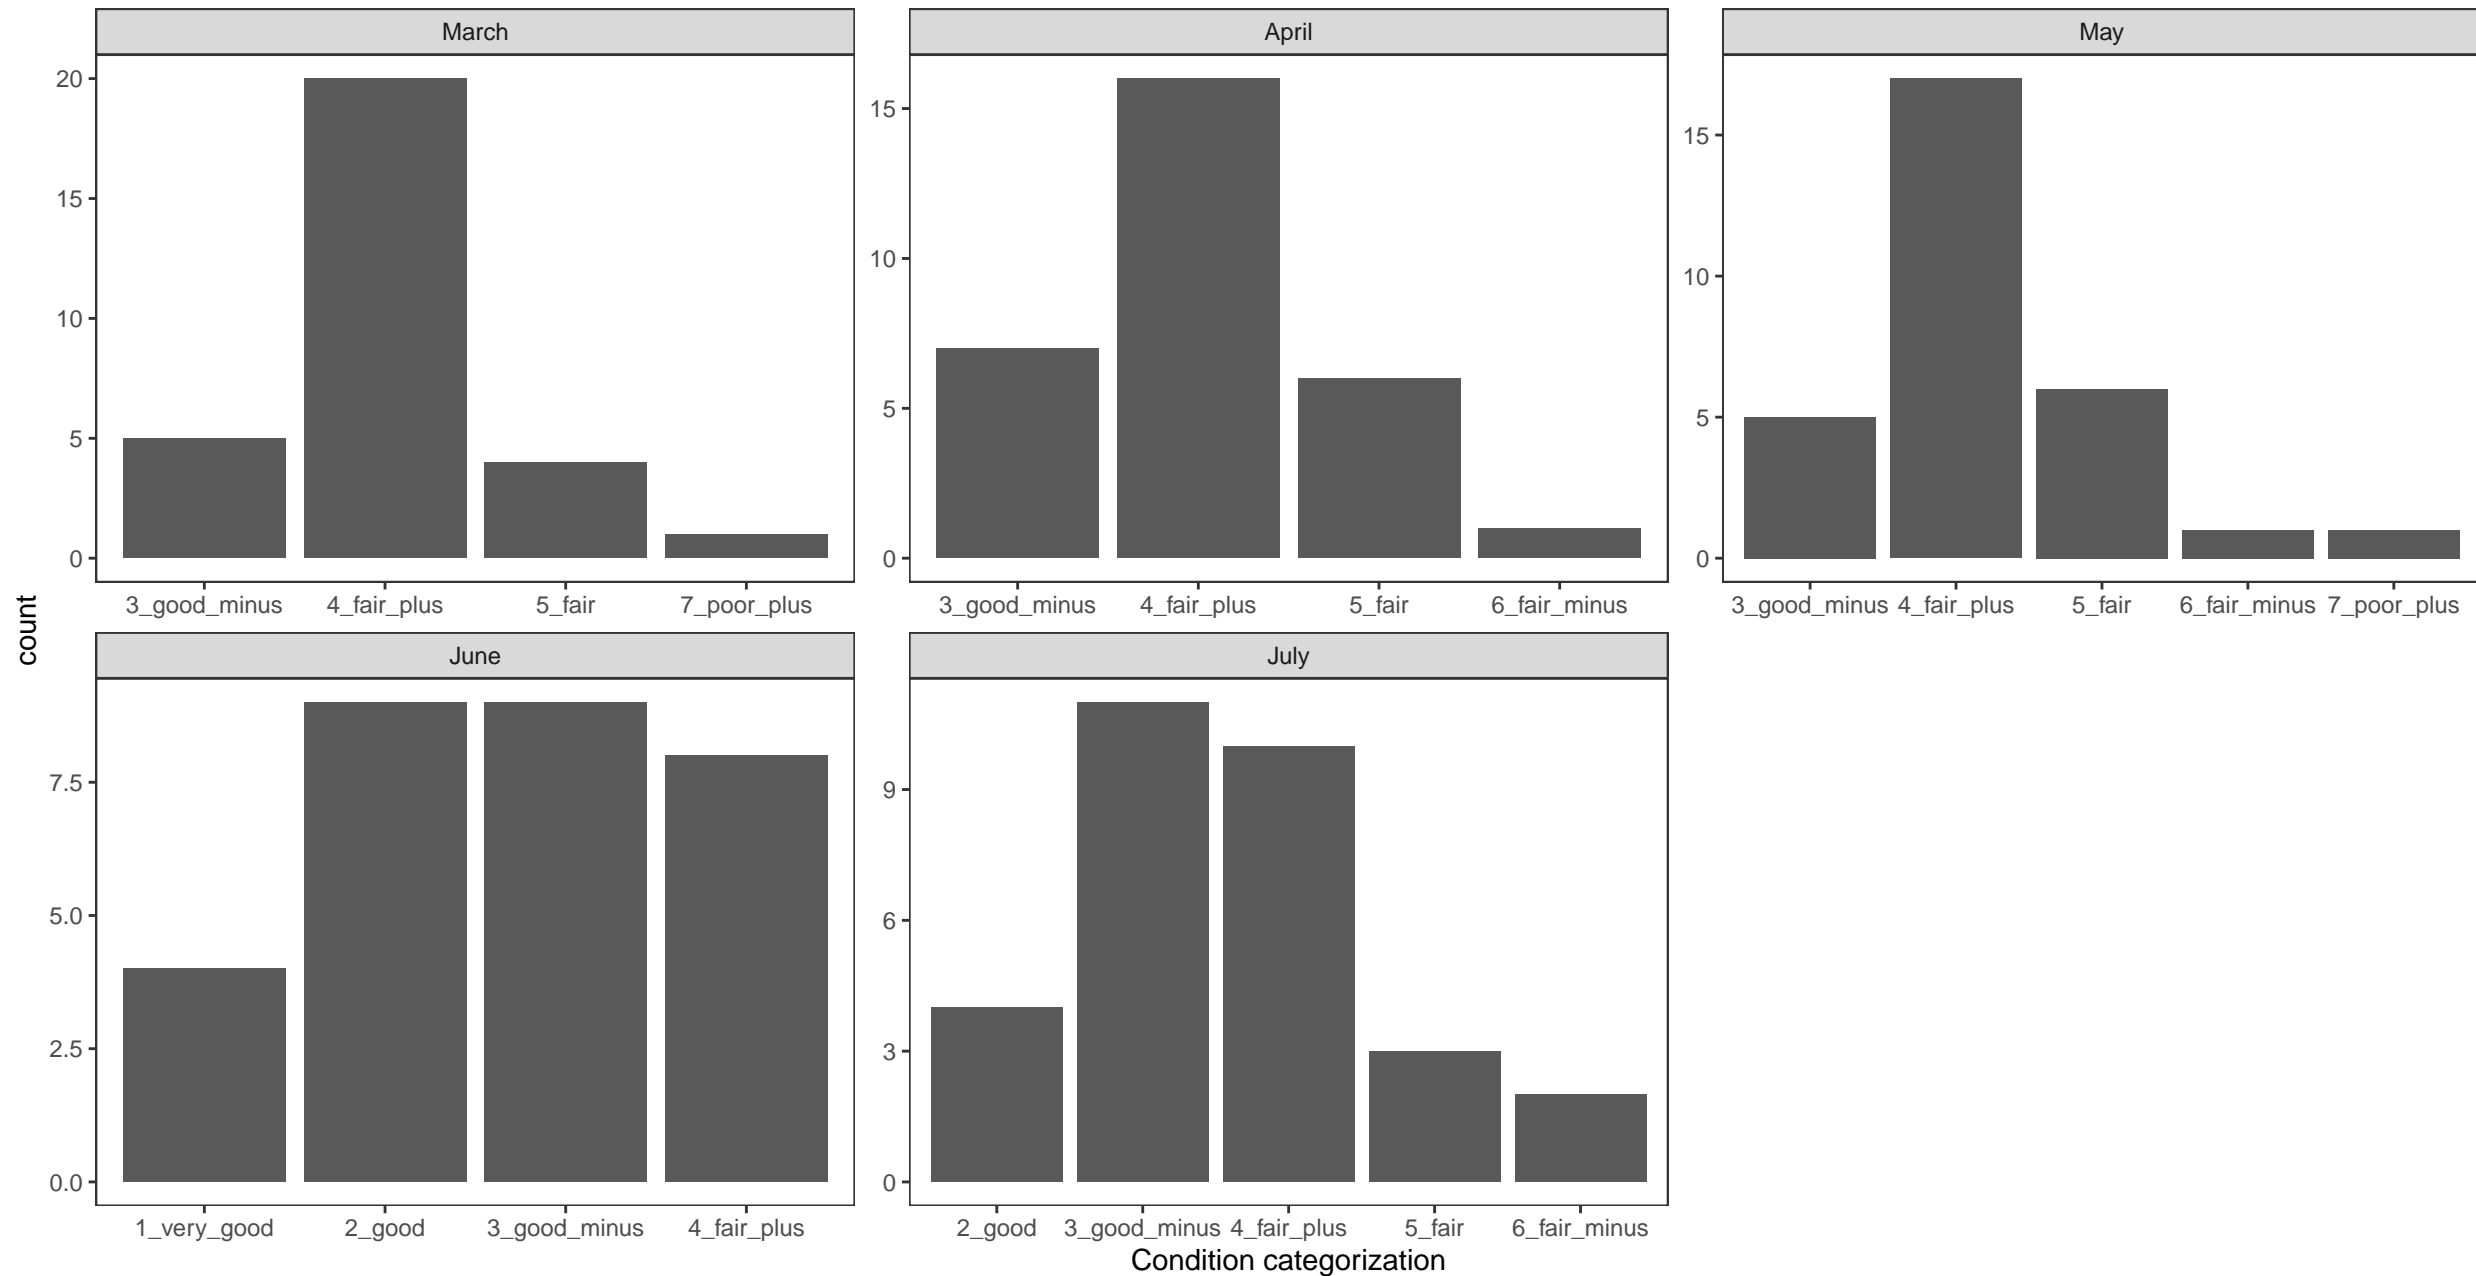 March
April
May
20
15
10
5
0
15
10
5
0
15
10
5
0
3_good_minus 4_fair_plus 5_fair 7_poor_plus
3_good_minus 4_fair_plus 5_fair 6_fair_minus
3_good_minus 4_fair_plus 5_fair 6_fair_minus 7_poor_plus
count
June
July
7.5
5.0
2.5
0.0
9
6
3
0
1_very_good 2_good 3_good_minus 4_fair_plus
2_good 3_good_minus 4_fair_plus 5_fair 6_fair_minus
Condition categorization